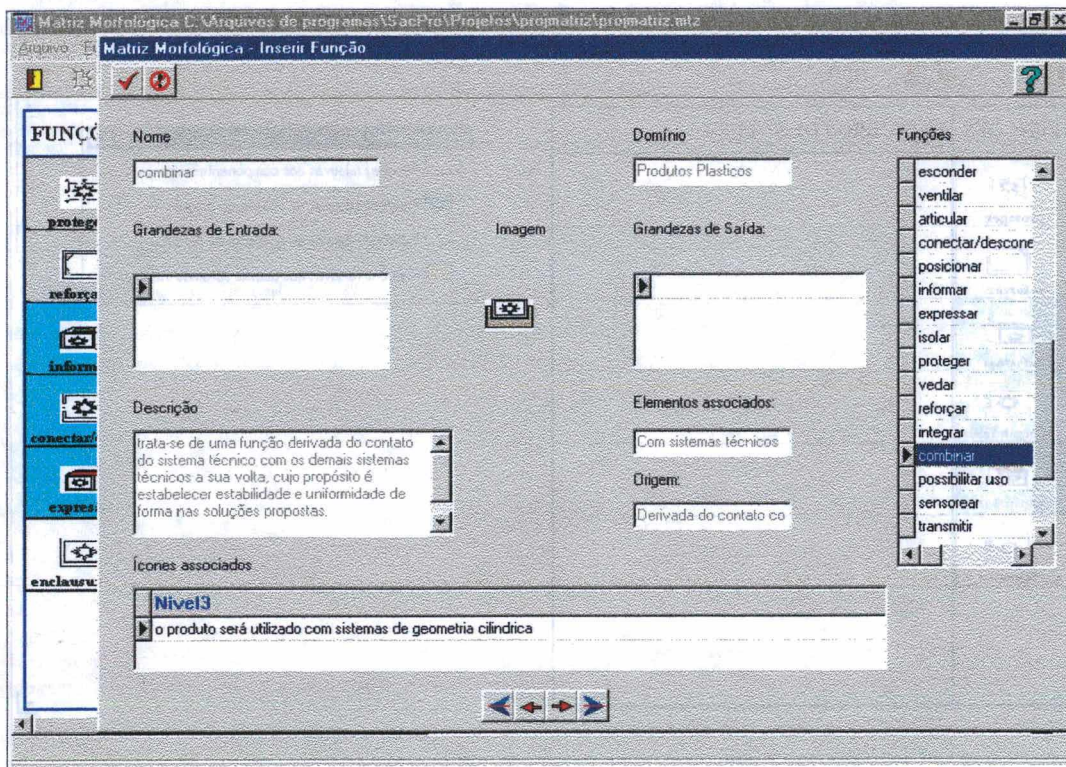 Matriz Morfológica C:\Arquivos de programas\SacPro\Projetos\projmatriz\projmatriz.mtz
Arquivo
Matriz Morfológica - Inserir Função
FUNÇÕ
protege
reforça
inform
conectar/
express
enclausu
Nome
combinar
Domínio
Produtos Plasticos
Grandezas de Entrada:
Imagem
Grandezas de Saída:
Descrição
trata-se de uma função derivada do contato
do sistema técnico com os demais sistemas
técnicos a sua volta, cujo propósito é
estabelecer estabilidade e uniformidade de
forma nas soluções propostas.
Elementos associados:
Com sistemas técnicos
Origem:
Derivada do contato co
Ícones associados
Nivel3
o produto será utilizado com sistemas de geometria cilindrica
Funções
esconder
ventilar
articular
conectar/descone
posicionar
informar
expressar
isolar
proteger
vedar
reforçar
integrar
combinar
possibilitar uso
sensorear
transmitir